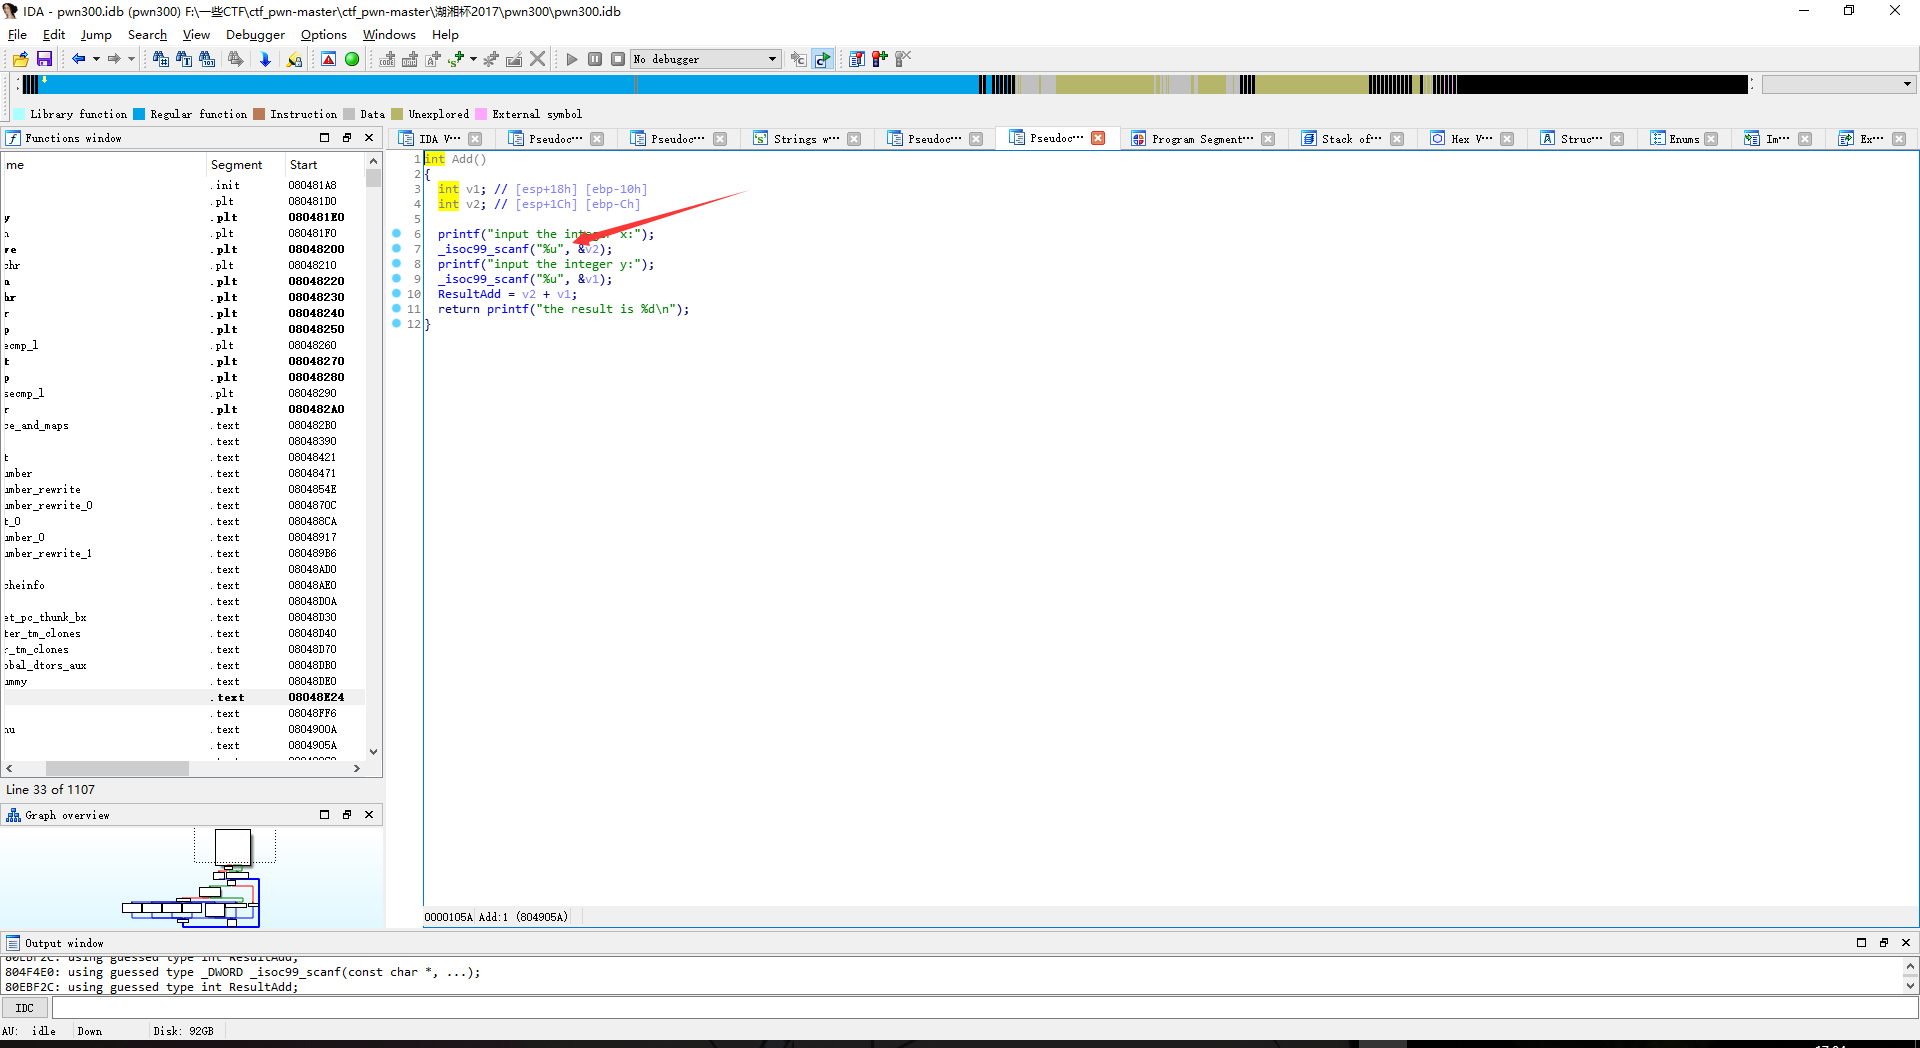 IDA - pwn300.idb (pwn300) F:\一些CTF\ctf_pwn-master\ctf_pwn-master\湖湘杯2017\pwn300\pwn300.idb
File Edit Jump Search View Debugger Options Windows Help
No debugger
Library function Regular function Instruction Data Unexplored External symbol
Functions window
me Segment Start
.init 080481A8
.plt 080481D0
y .plt 080481E0
.plt 080481F0
re .plt 08048200
chr .plt 08048210
.plt 08048220
.plt 08048230
r .plt 08048240
p .plt 08048250
ecmp_l .plt 08048260
t .plt 08048270
p .plt 08048280
secmp_l .plt 08048290
r .plt 080482A0
ce_and_maps .text 080482B0
.text 08048390
t .text 08048421
umber .text 08048471
umber_rewrite .text 0804854E
umber_rewrite_0 .text 0804870C
t_0 .text 080488CA
umber_0 .text 08048917
umber_rewrite_1 .text 080489B6
.text 08048AD0
cheinfo .text 08048AE0
.text 08048D0A
et_pc_thunk_bx .text 08048D30
ter_tm_clones .text 08048D40
r_tm_clones .text 08048D70
obal_dtors_aux .text 08048DB0
ummy .text 08048DE0
.text 08048E24
.text 08048FF6
nu .text 0804900A
.text 0804905A
Line 33 of 1107
Graph overview
IDA V··· Pseudoc··· Pseudoc··· Strings w··· Pseudoc··· Pseudoc··· Program Segment··· Stack of··· Hex V··· Struc··· Enums Im··· Ex···
1 int Add()
2 {
3 int v1; // [esp+18h] [ebp-10h]
4 int v2; // [esp+1Ch] [ebp-Ch]
5
6 printf("input the integer x:");
7 _isoc99_scanf("%u", &v2);
8 printf("input the integer y:");
9 _isoc99_scanf("%u", &v1);
10 ResultAdd = v2 + v1;
11 return printf("the result is %d\n");
12 }
0000105A Add:1 (804905A)
Output window
80EBF2C: using guessed type int ResultAdd;
804F4E0: using guessed type _DWORD _isoc99_scanf(const char *, ...);
80EBF2C: using guessed type int ResultAdd;
IDC
AU: idle Down Disk: 92GB